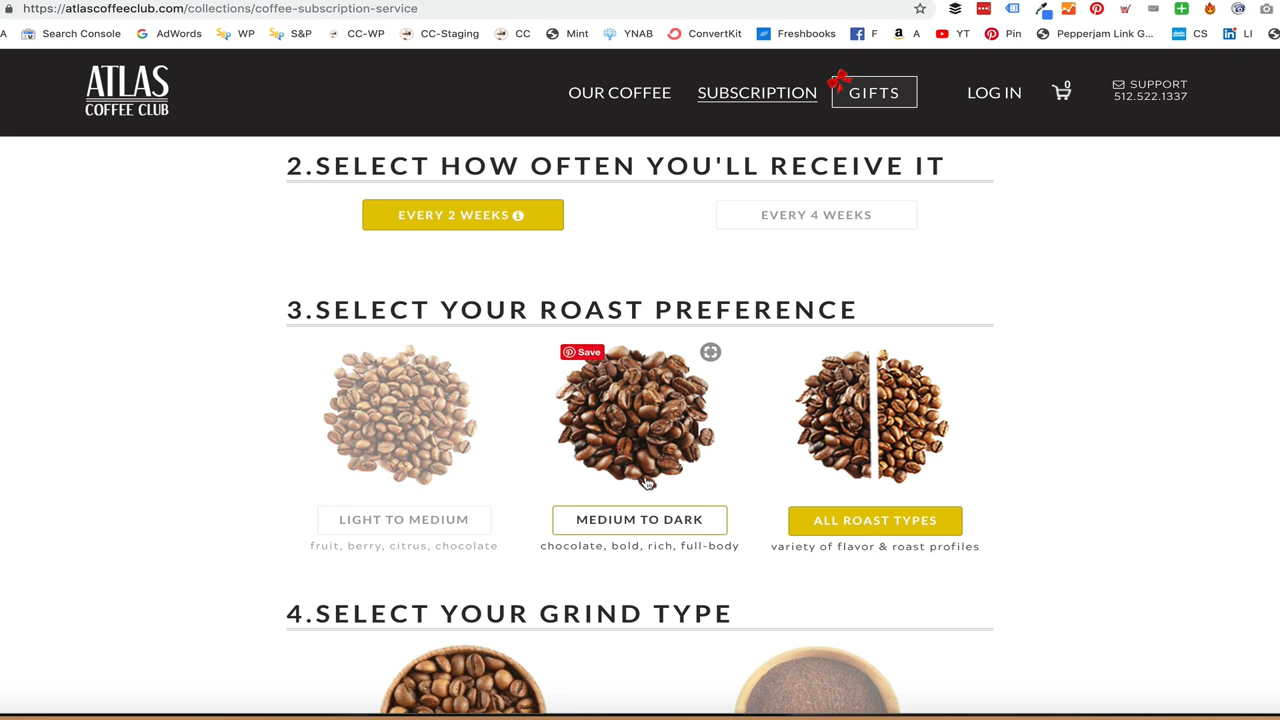 https://atlascoffeeclub.com/collections/coffee-subscription-service
A Search Console AdWords WP S&P CC-WP CC-Staging CC Mint YNAB ConvertKit Freshbooks F A YT Pin Pepperjam Link G... CS LI
ATLAS
COFFEE CLUB
OUR COFFEE SUBSCRIPTION GIFTS LOG IN 0
SUPPORT
512.522.1337
2.SELECT HOW OFTEN YOU'LL RECEIVE IT
EVERY 2 WEEKS EVERY 4 WEEKS
3.SELECT YOUR ROAST PREFERENCE
Save
LIGHT TO MEDIUM MEDIUM TO DARK ALL ROAST TYPES
fruit, berry, citrus, chocolate chocolate, bold, rich, full-body variety of flavor & roast profiles
4.SELECT YOUR GRIND TYPE